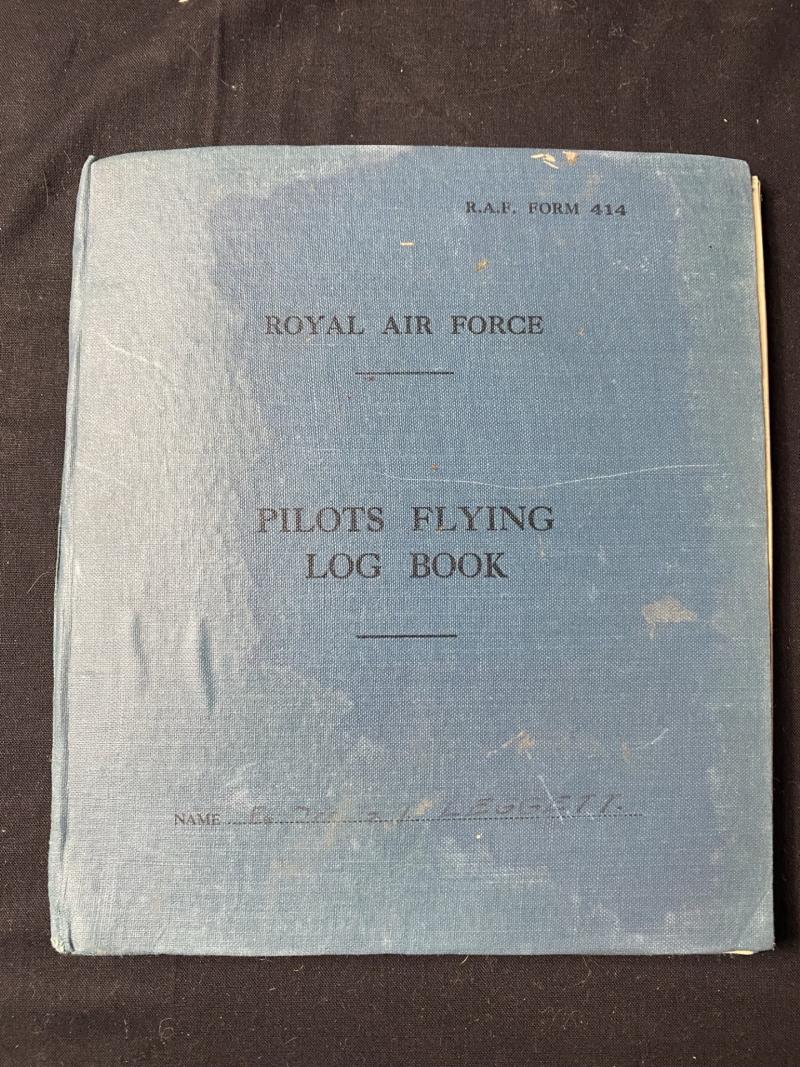 R.A.F. FORM 414
ROYAL AIR FORCE
PILOTS FLYING
LOG BOOK
NAME LEGGETT.